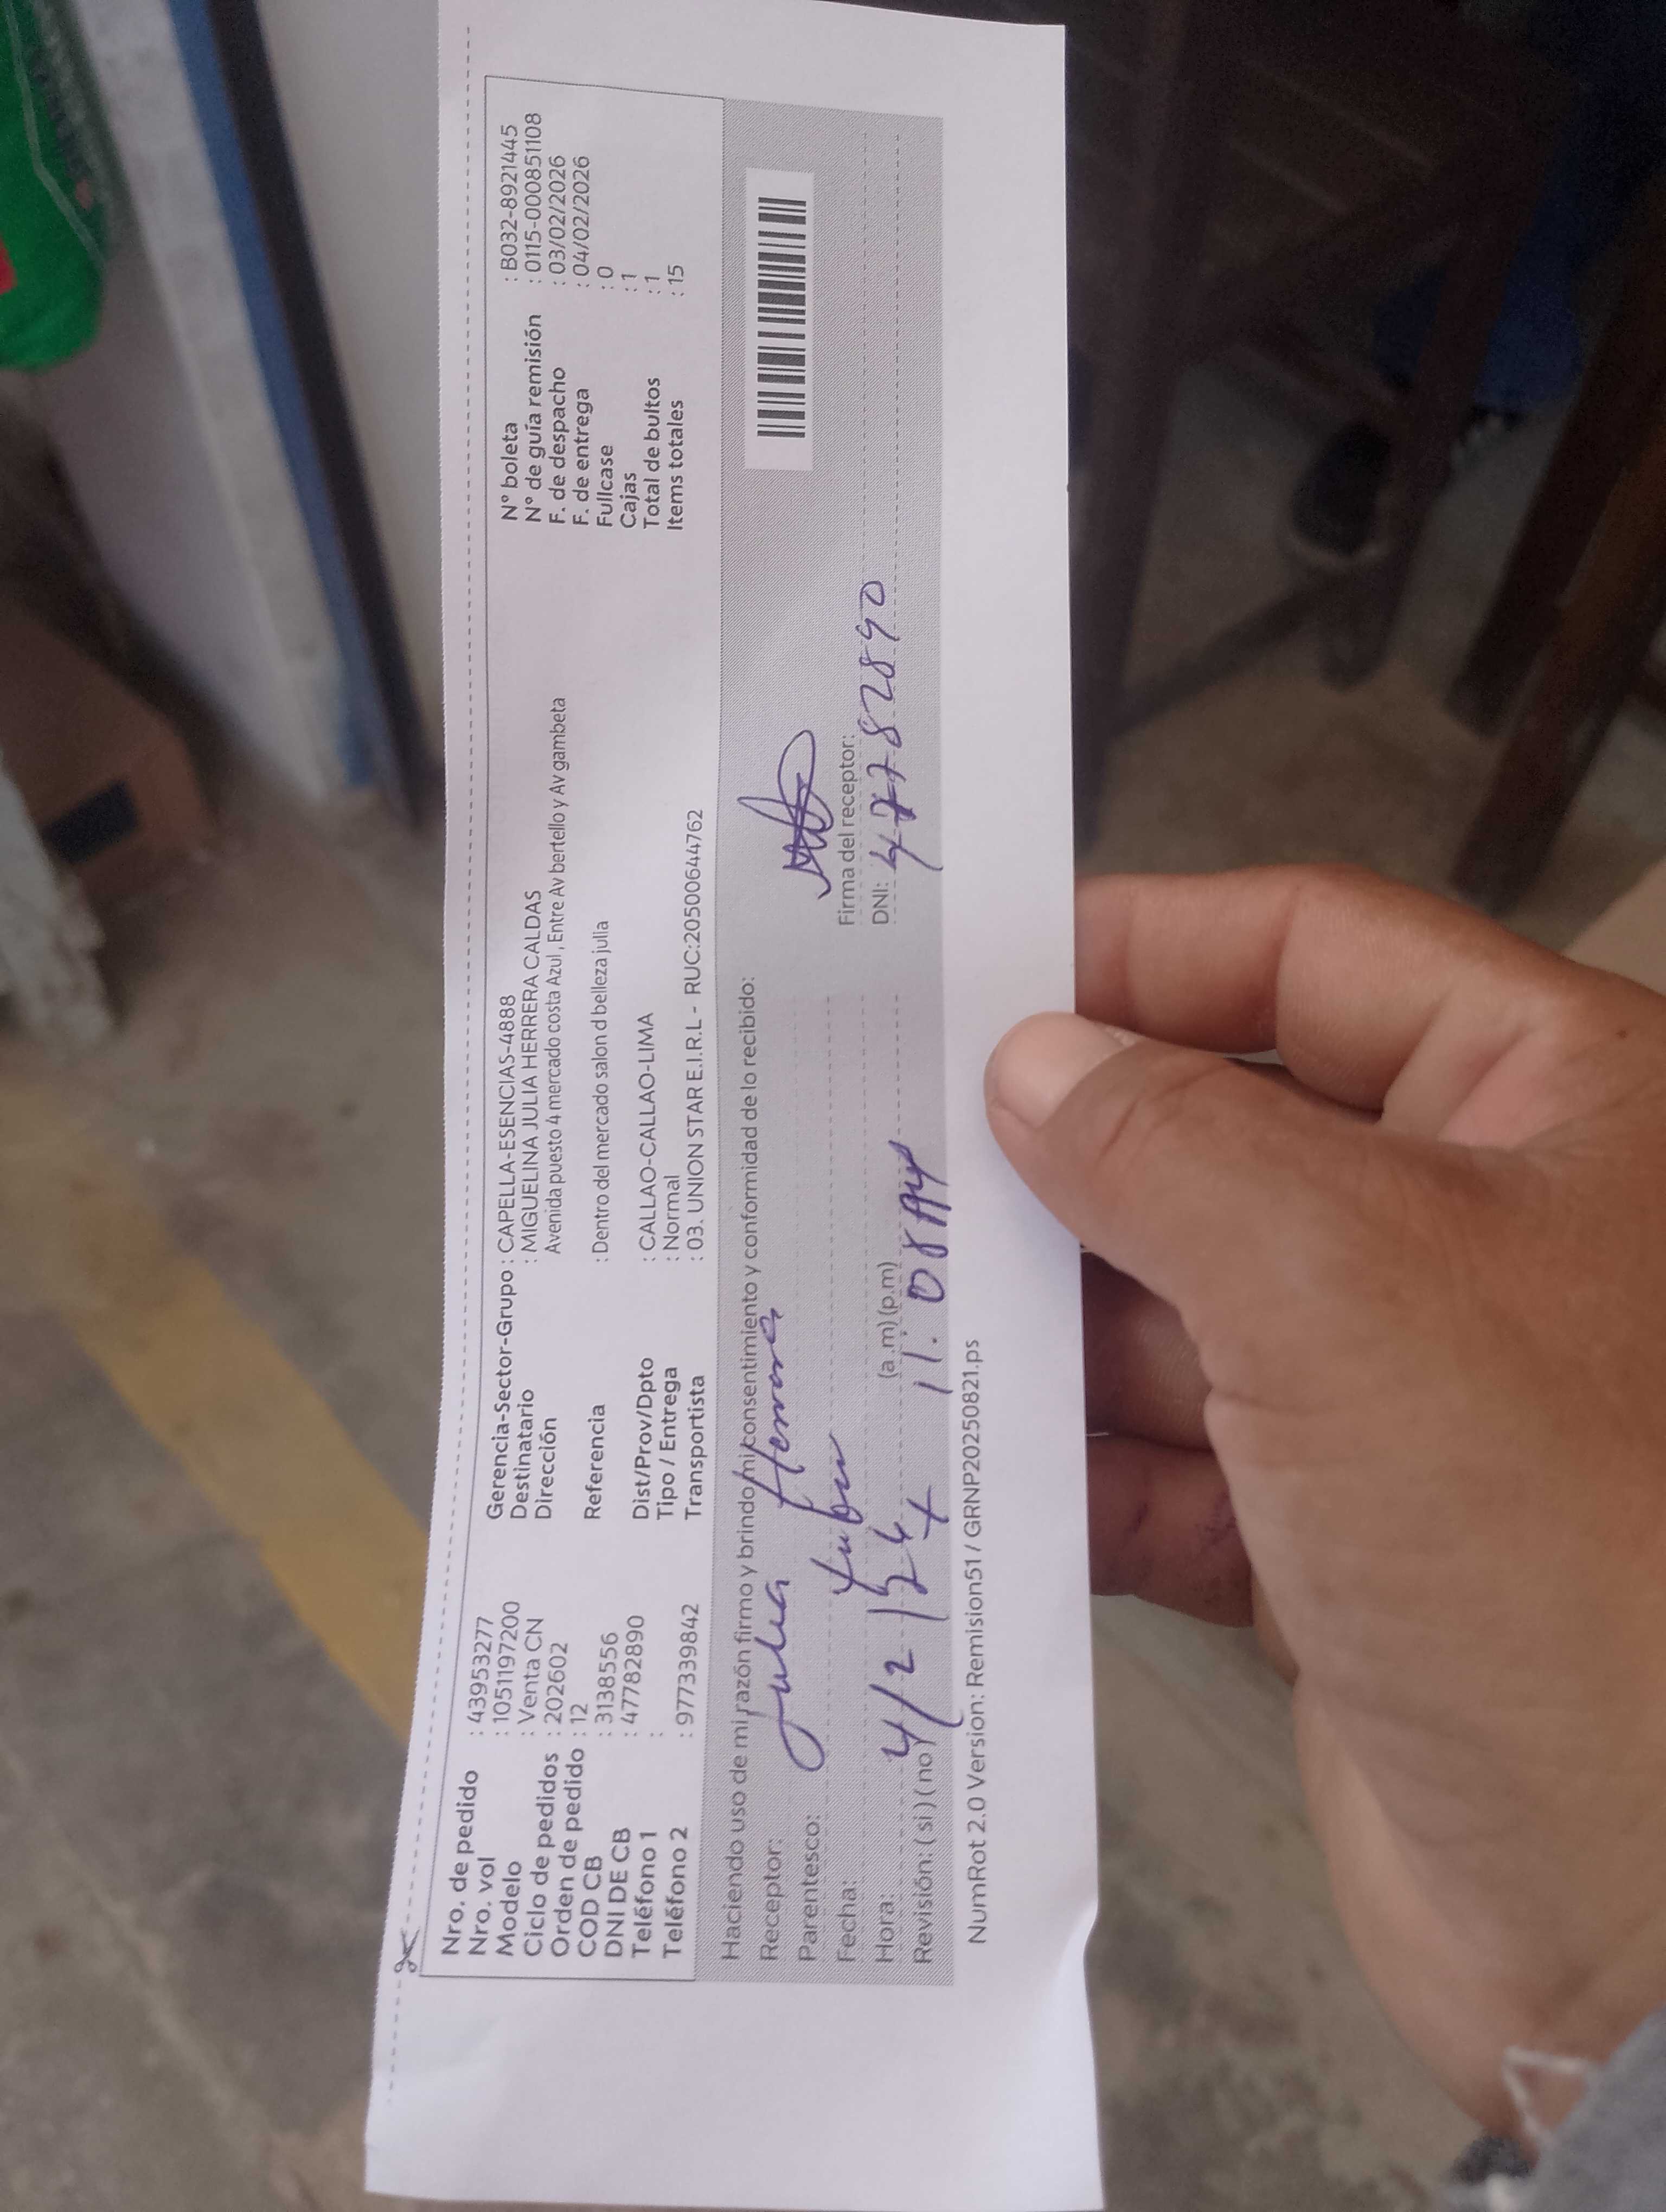 Nro. de pedido : 43953277
Nro. vol : 1051197200
Modelo : Venta CN
Ciclo de pedidos : 202602
Orden de pedido : 12
COD CB : 3138556
DNI DE CB : 47782890
Teléfono 1 :
Teléfono 2 : 977339842
Gerencia-Sector-Grupo : CAPELLA-ESENCIAS-4888
Destinatario : MIGUELINA JULIA HERRERA CALDAS
Dirección Avenida puesto 4 mercado costa Azul , Entre Av bertello y Av gambeta
Referencia : Dentro del mercado salon d belleza julia
Dist/Prov/Dpto : CALLAO-CALLAO-LIMA
Tipo / Entrega : Normal
Transportista : 03. UNION STAR E.I.R.L - RUC:20500644762
N° boleta : B032-8921445
N° de guía remisión : 0115-000851108
F. de despacho : 03/02/2026
F. de entrega : 04/02/2026
Fullcase : 0
Cajas : 1
Total de bultos : 1
Items totales : 15
Haciendo uso de mi razón firmo y brindo mi consentimiento y conformidad de lo recibido:
Receptor: Julia Herrera
Parentesco:
Fecha: 4/2/
Hora: (a .m) (p.m) 11:08 AM
Revisión: ( si ) ( no )
Firma del receptor:
DNI: 47782890
NumRot 2.0 Version: Remision51 / GRNP20250821.ps